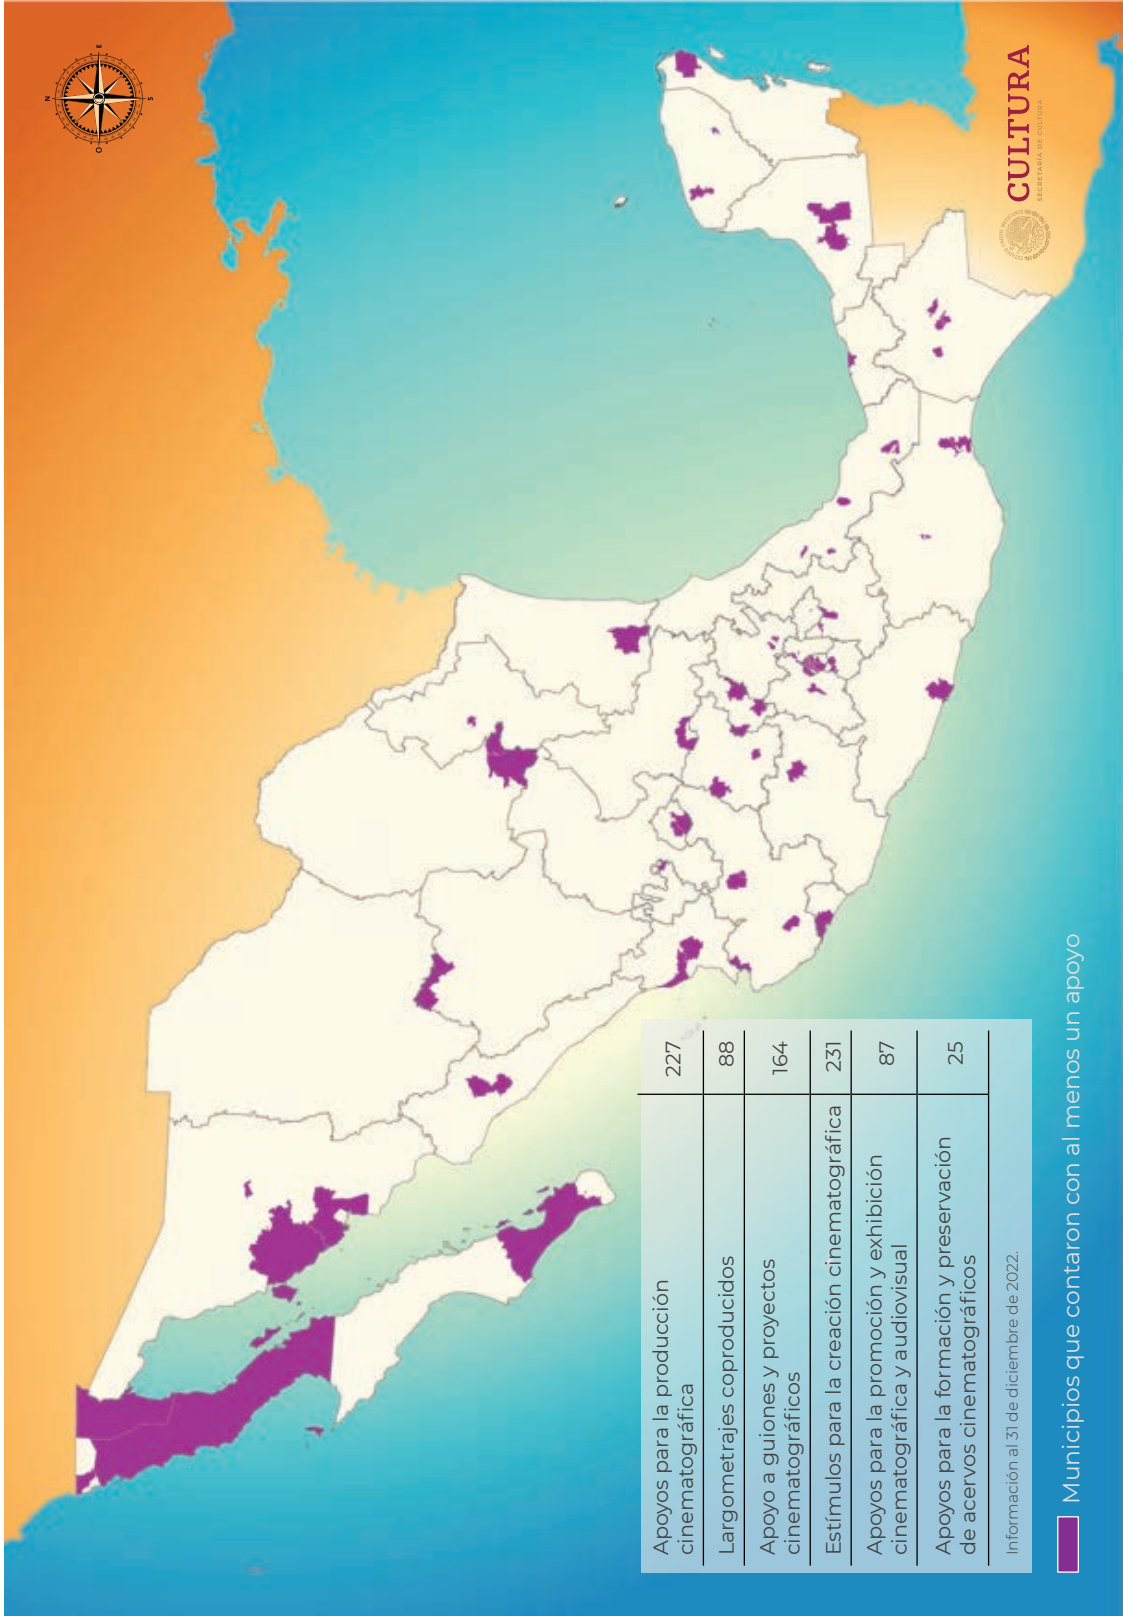 N
E
S
O
CULTURA
SECRETARÍA DE CULTURA
Apoyos para la producción
cinematográfica
227
Largometrajes coproducidos
88
Apoyo a guiones y proyectos
cinematográficos
164
Estímulos para la creación cinematográfica
231
Apoyos para la promoción y exhibición
cinematográfica y audiovisual
87
Apoyos para la formación y preservación
de acervos cinematográficos
25
Información al 31 de diciembre de 2022.
Municipios que contaron con al menos un apoyo